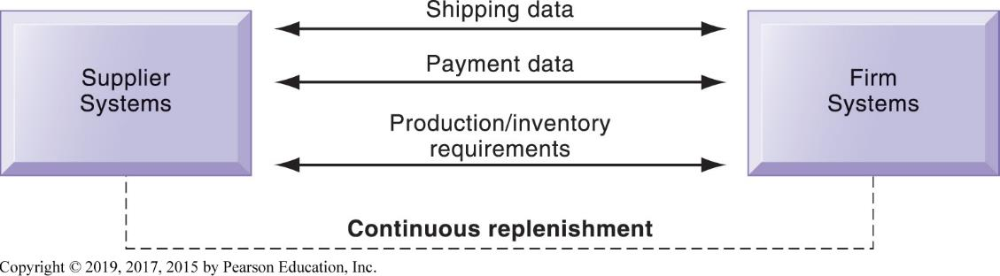 Shipping data
Supplier
Systems
Payment data
Firm
Systems
Production/inventory
requirements
Continuous replenishment
Copyright © 2019, 2017, 2015 by Pearson Education, Inc.